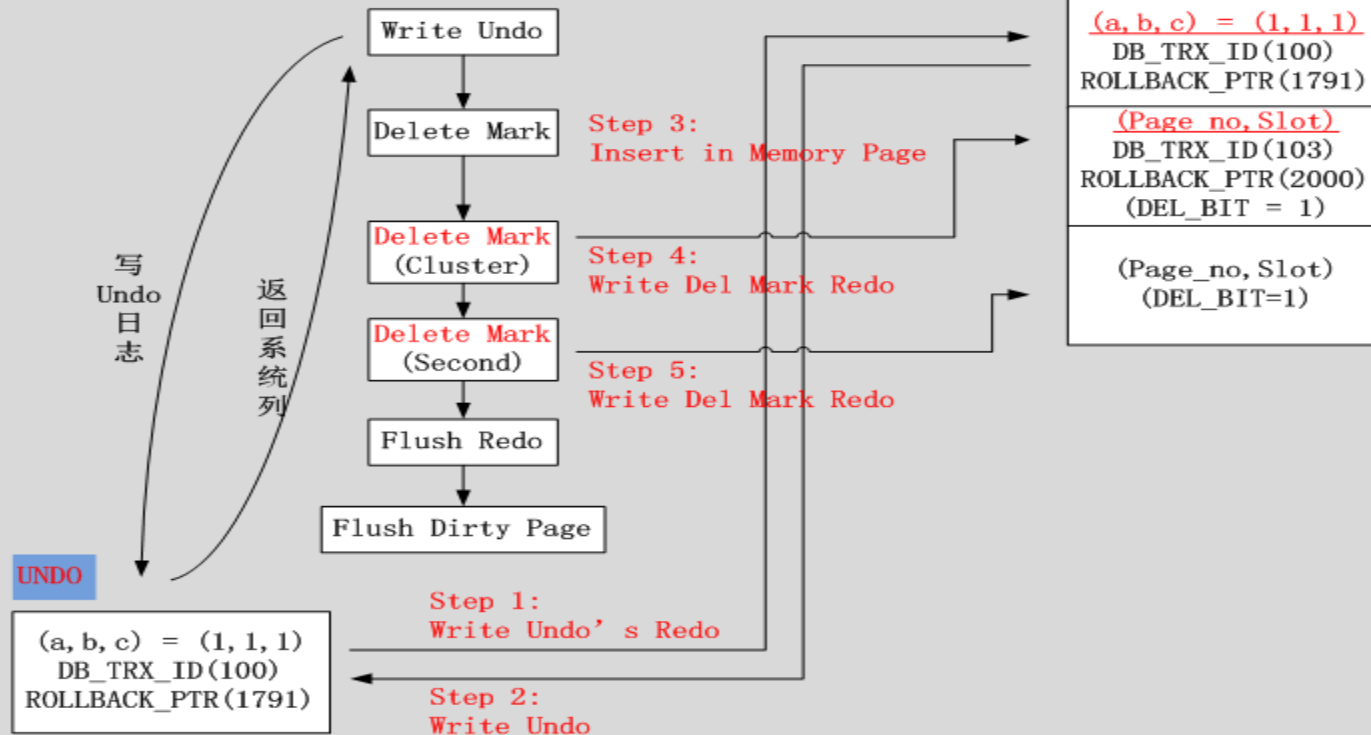 Write Undo
Delete Mark
Delete Mark
(Cluster)
Delete Mark
(Second)
Flush Redo
Flush Dirty Page
写
Undo
日
志
返
回
系
统
列
Step 3:
Insert in Memory Page
Step 4:
Write Del Mark Redo
Step 5:
Write Del Mark Redo
(a,b,c) = (1,1,1)
DB_TRX_ID(100)
ROLLBACK_PTR(1791)
(Page no,Slot)
DB_TRX_ID(103)
ROLLBACK_PTR(2000)
(DEL_BIT = 1)
(Page_no,Slot)
(DEL_BIT=1)
UNDO
(a,b,c) = (1,1,1)
DB_TRX_ID(100)
ROLLBACK_PTR(1791)
Step 1:
Write Undo’s Redo
Step 2:
Write Undo